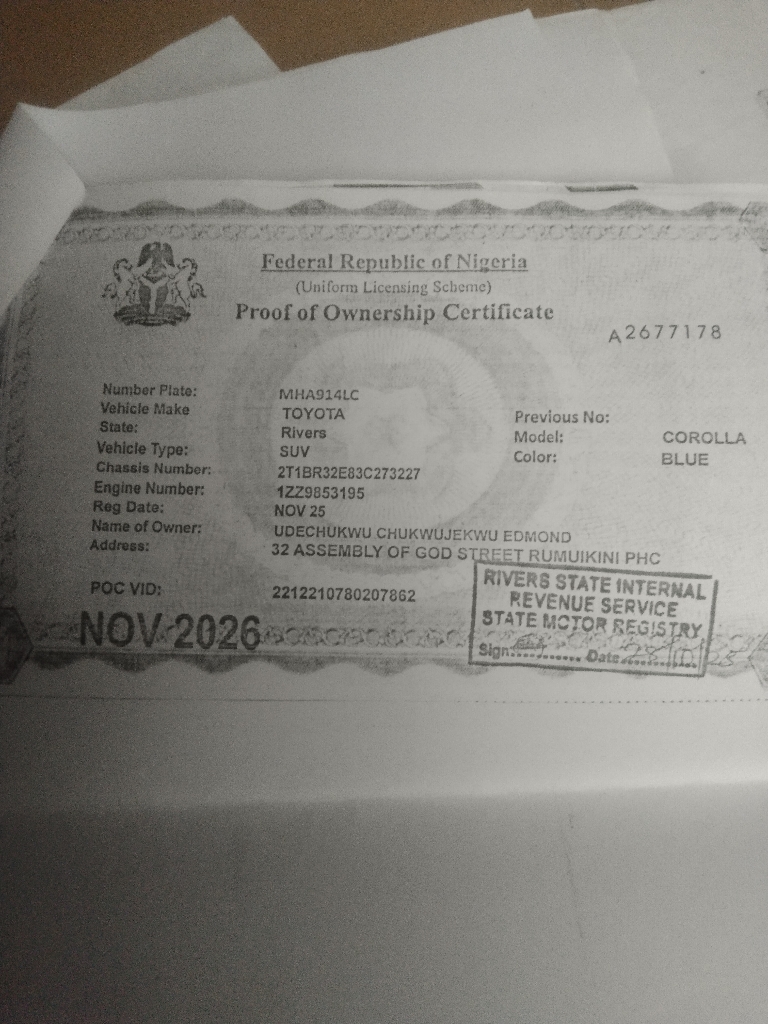 Federal Republic of Nigeria
(Uniform Licensing Scheme)
Proof of Ownership Certificate
A2677178
Number Plate: MHA914LC
Vehicle Make TOYOTA Previous No:
State: Rivers Model: COROLLA
Vehicle Type: SUV Color: BLUE
Chassis Number: 2T1BR32E83C273227
Engine Number: 1ZZ9853195
Reg Date: NOV 25
Name of Owner: UDECHUKWU CHUKWUJEKWU EDMOND
Address: 32 ASSEMBLY OF GOD STREET RUMUIKINI PHC
POC VID: 2212210780207862
NOV 2026
RIVERS STATE INTERNAL
REVENUE SERVICE
STATE MOTOR REGISTRY
Sign............ Date............